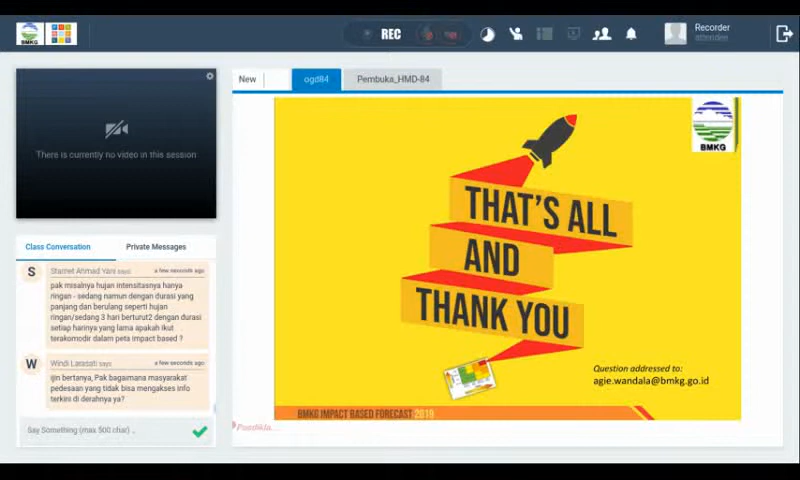 BMKG
REC
Recorder
attendee
New
ogd84
Pembuka_HMD-84
There is currently no video in this session
Class Conversation
Private Messages
S
Stamet Ahmad Yani says:
a few seconds ago
pak misalnya hujan intensitasnya hanya
ringan - sedang namun dengan durasi yang
panjang dan berulang seperti hujan
ringan/sedang 3 hari berturut2 dengan durasi
setiap harinya yang lama apakah ikut
terakomodir dalam peta impact based ?
W
Windi Larasati says:
a few seconds ago
ijin bertanya, Pak bagaimana masyarakat
pedesaan yang tidak bisa mengakses info
terkini di derahnya ya?
Say Something (max 500 char) ..
BMKG
THAT'S ALL
AND
THANK YOU
Question addressed to:
agie.wandala@bmkg.go.id
BMKG IMPACT BASED FORECAST 2019
Pusdikla...